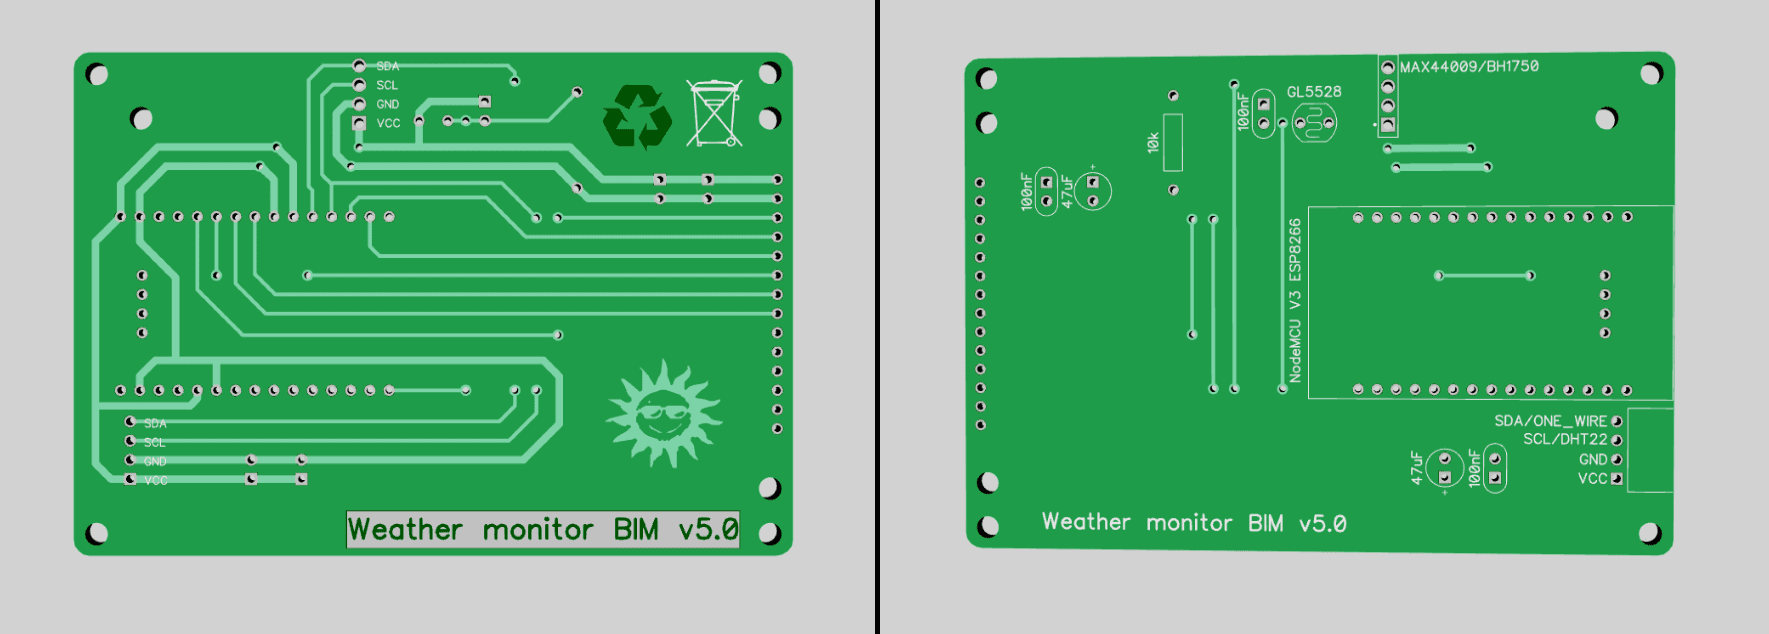 SDA
SCL
GND
VCC
SDA
SCL
GND
VCC
Weather monitor BIM v5.0
MAX44009/BH1750
GL5528
100nF
10k
100nF
47uF
+
NodeMCU V3 ESP8266
SDA/ONE_WIRE
SCL/DHT22
GND
VCC
47uF
+
100nF
Weather monitor BIM v5.0